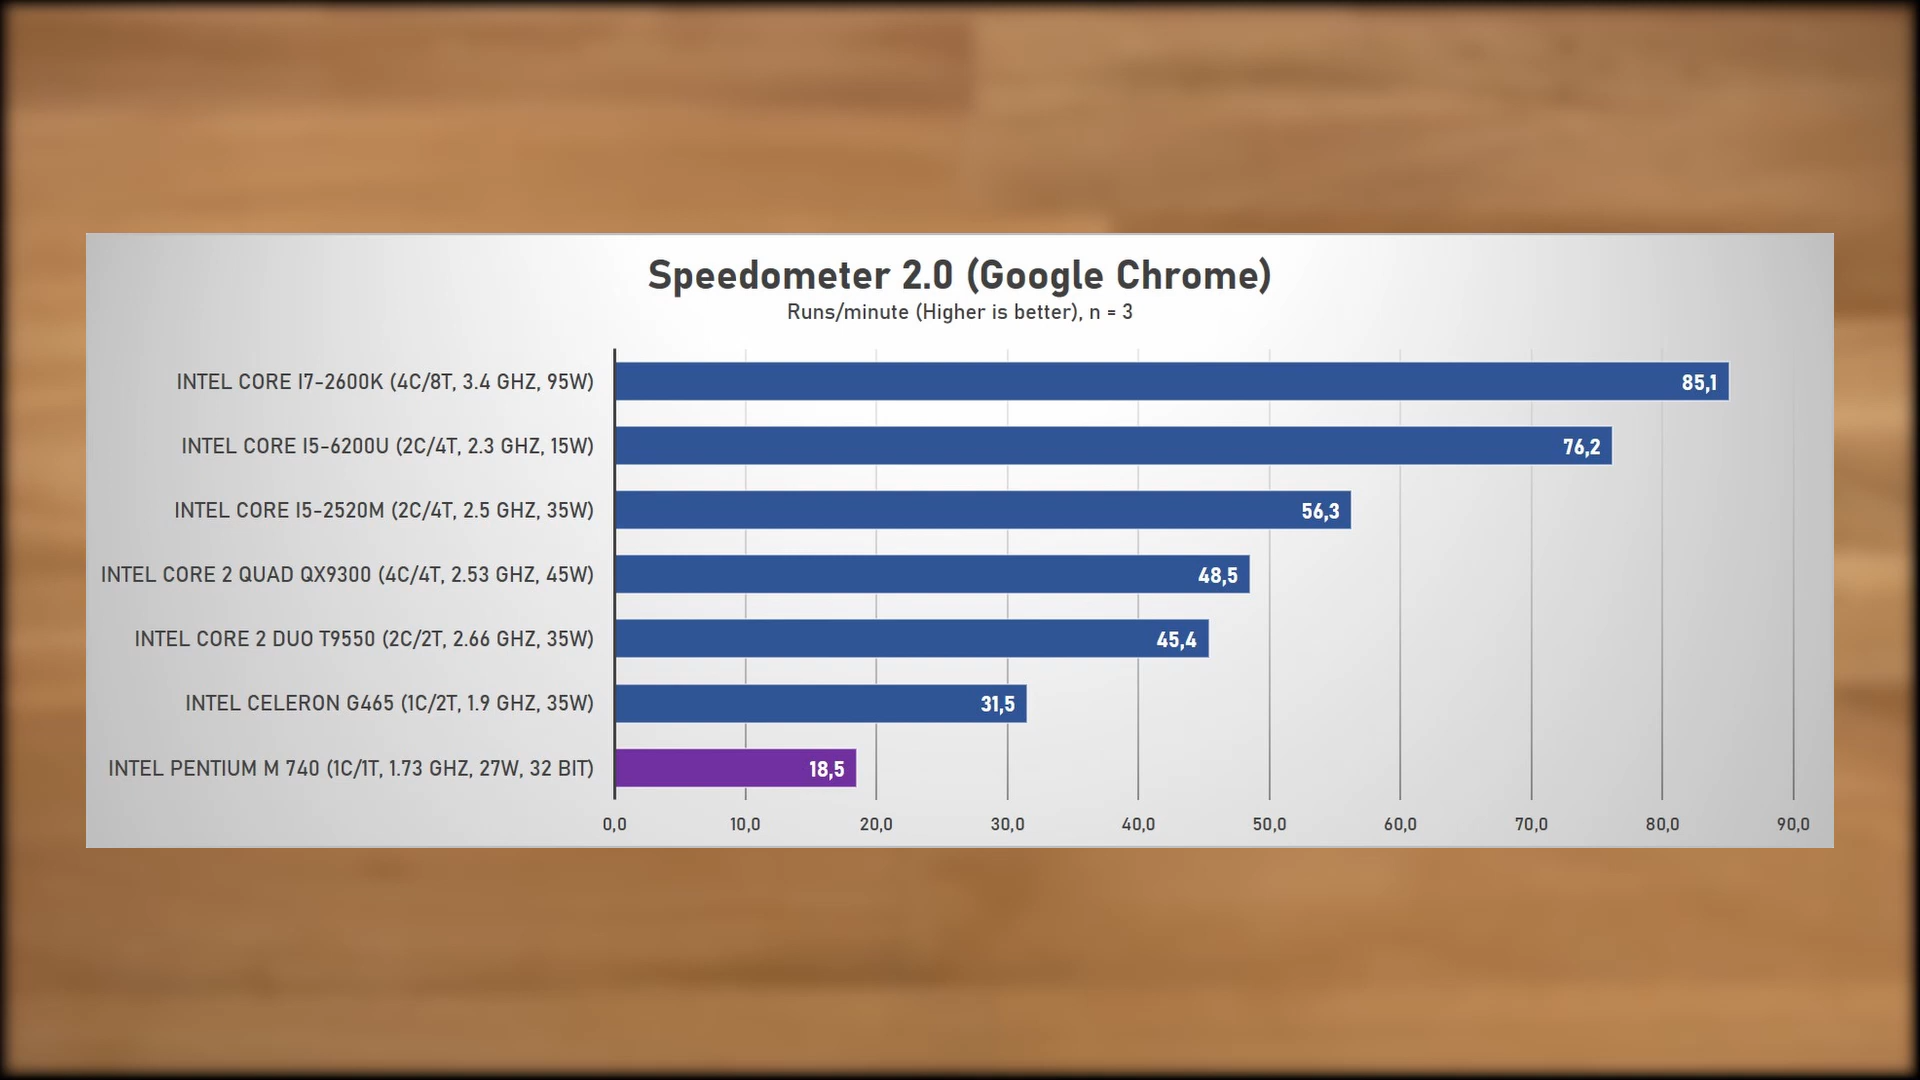 Speedometer 2.0 (Google Chrome)
Runs/minute (Higher is better), n = 3
INTEL CORE I7-2600K (4C/8T, 3.4 GHZ, 95W) 85,1
INTEL CORE I5-6200U (2C/4T, 2.3 GHZ, 15W) 76,2
INTEL CORE I5-2520M (2C/4T, 2.5 GHZ, 35W) 56,3
INTEL CORE 2 QUAD QX9300 (4C/4T, 2.53 GHZ, 45W) 48,5
INTEL CORE 2 DUO T9550 (2C/2T, 2.66 GHZ, 35W) 45,4
INTEL CELERON G465 (1C/2T, 1.9 GHZ, 35W) 31,5
INTEL PENTIUM M 740 (1C/1T, 1.73 GHZ, 27W, 32 BIT) 18,5
0,0 10,0 20,0 30,0 40,0 50,0 60,0 70,0 80,0 90,0